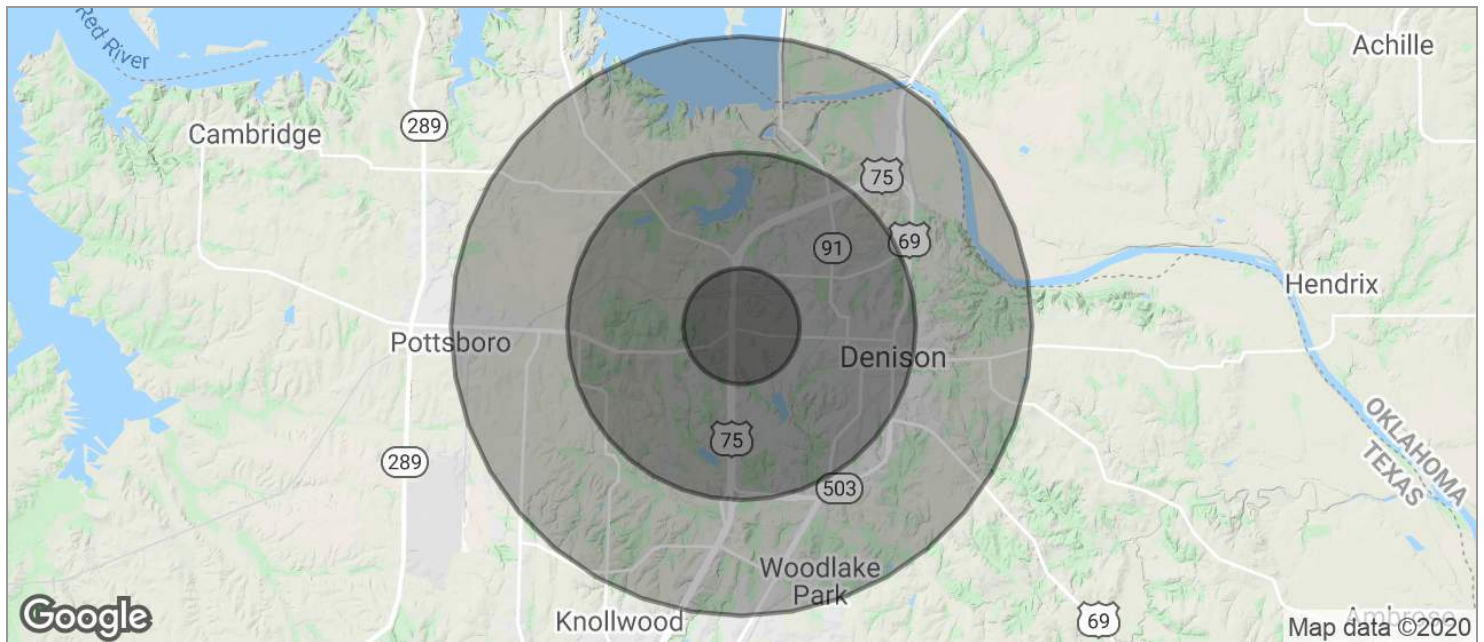 Red River
Achille
Cambridge
289
75
69
91
Hendrix
Pottsboro
Denison
75
289
503
OKLAHOMA
TEXAS
Woodlake
Park
Knollwood
69
Ambrose
Google
Map data ©2020